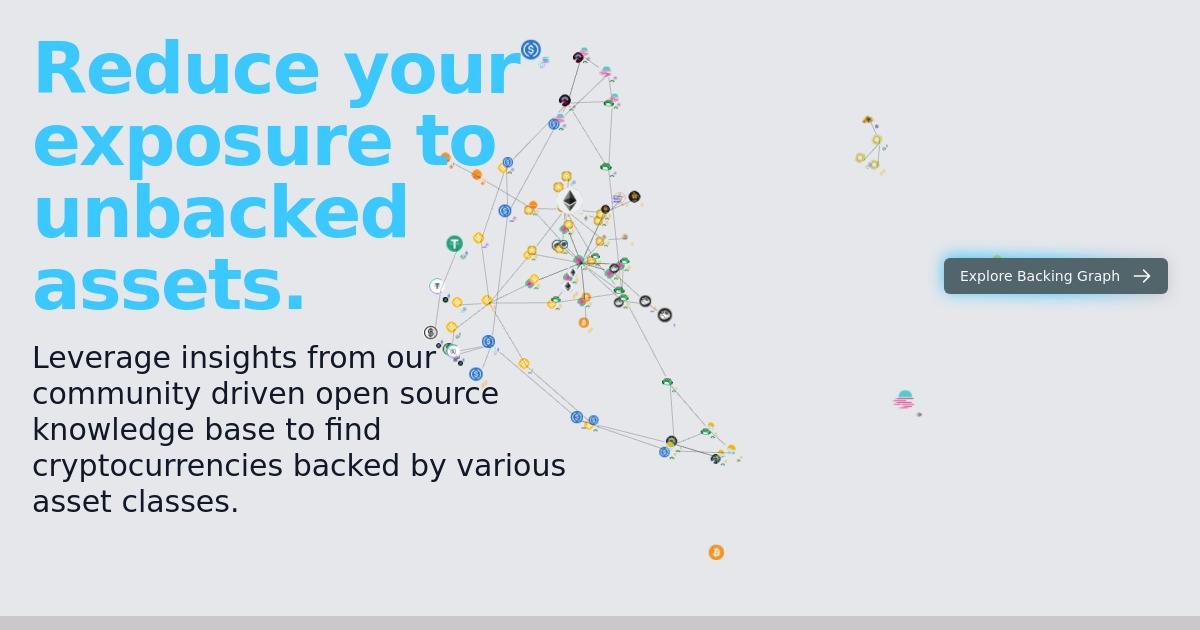 Reduce your
exposure to
unbacked
assets.
Leverage insights from our
community driven open source
knowledge base to find
cryptocurrencies backed by various
asset classes.
Explore Backing Graph